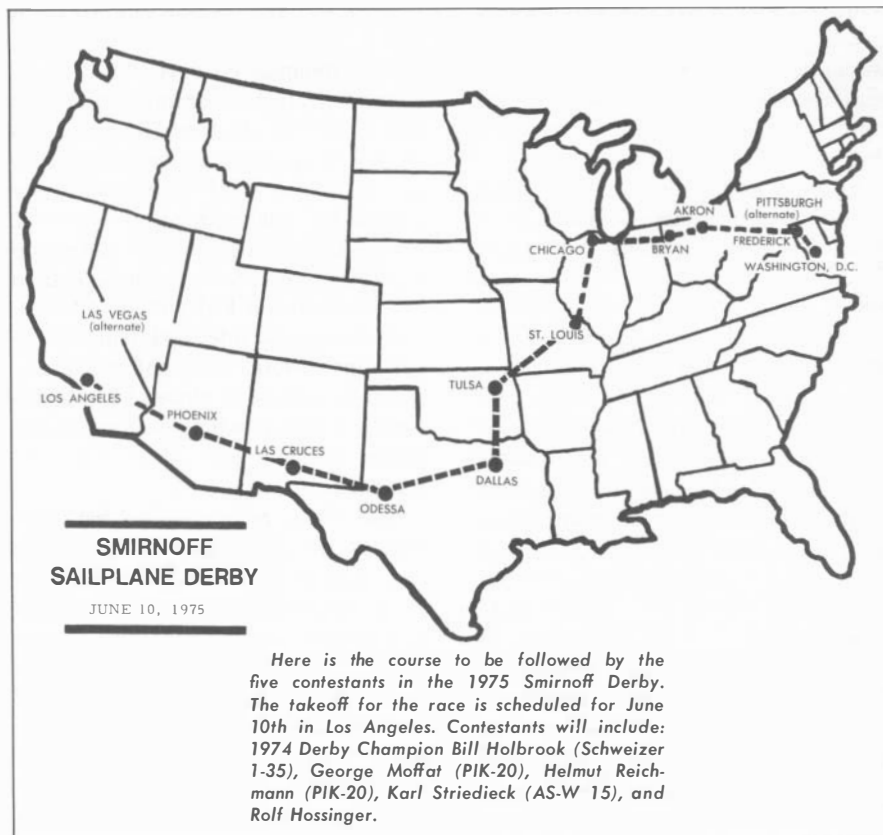 PITTSBURGH
(alternate)
AKRON
CHICAGO
BRYAN
FREDERICK
WASHINGTON, D.C.
LAS VEGAS
(alternate)
ST. LOUIS
LOS ANGELES
TULSA
PHOENIX
LAS CRUCES
DALLAS
ODESSA
SMIRNOFF
SAILPLANE DERBY
JUNE 10, 1975
Here is the course to be followed by the
five contestants in the 1975 Smirnoff Derby.
The takeoff for the race is scheduled for June
10th in Los Angeles. Contestants will include:
1974 Derby Champion Bill Holbrook (Schweizer
1-35), George Moffat (PIK-20), Helmut Reich-
mann (PIK-20), Karl Striedieck (AS-W 15), and
Rolf Hossinger.